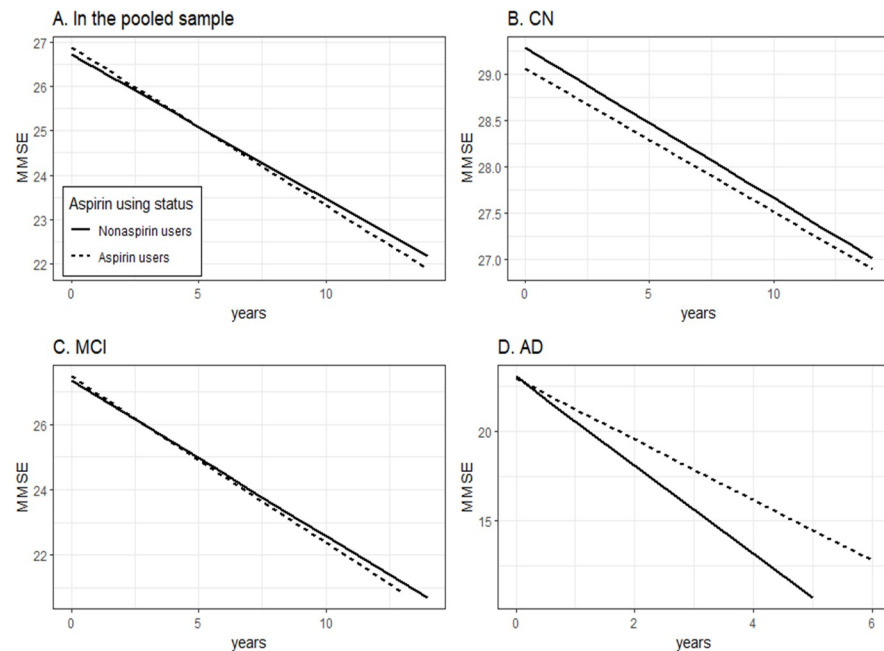 A. In the pooled sample
27
26
25
24
23
22
MMSE
Aspirin using status
Nonaspirin users
Aspirin users
0
5
10
years
B. CN
29.0
28.5
28.0
27.5
27.0
MMSE
0
5
10
years
C. MCI
26
24
22
MMSE
0
5
10
years
D. AD
20
15
MMSE
0
2
4
6
years